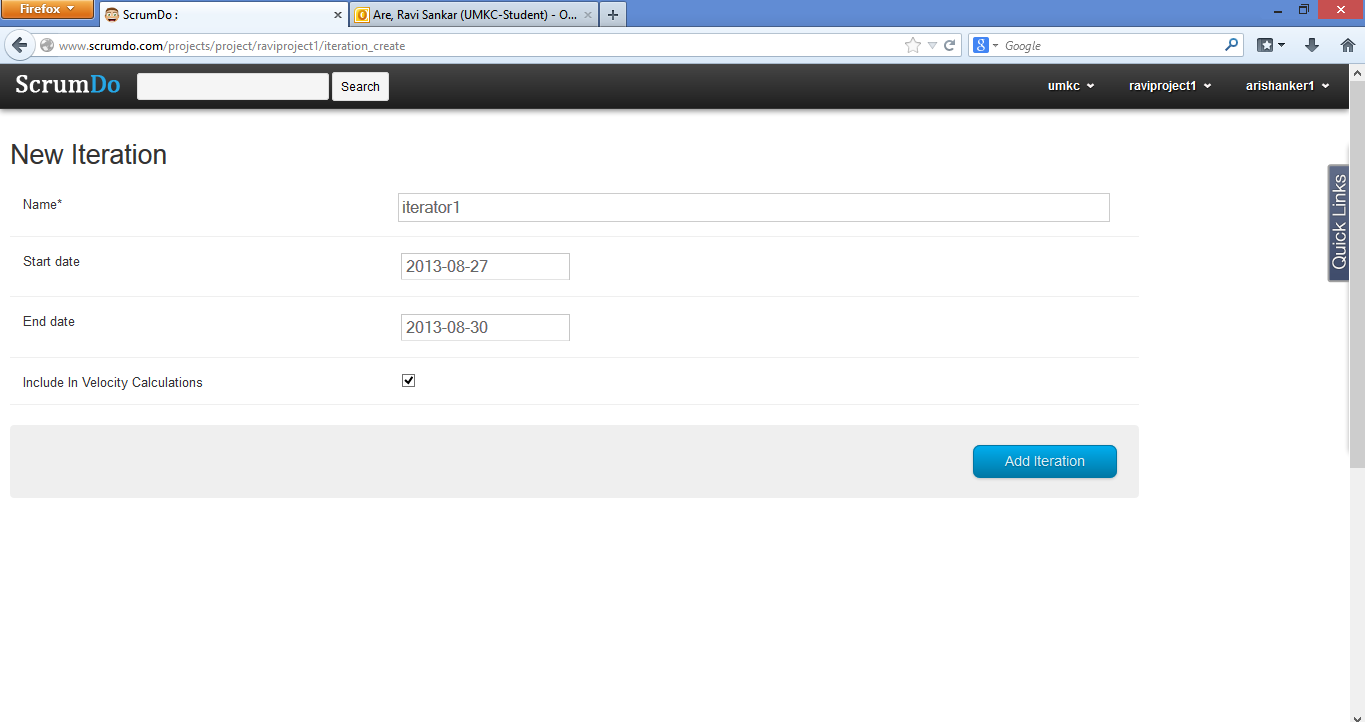 Firefox
ScrumDo :
Are, Ravi Sankar (UMKC-Student) - O...
www.scrumdo.com/projects/project/raviproject1/iteration_create
Google
ScrumDo
Search
umkc
raviproject1
arishanker1
New Iteration
Quick Links
Name*
iterator1
Start date
2013-08-27
End date
2013-08-30
Include In Velocity Calculations
Add Iteration